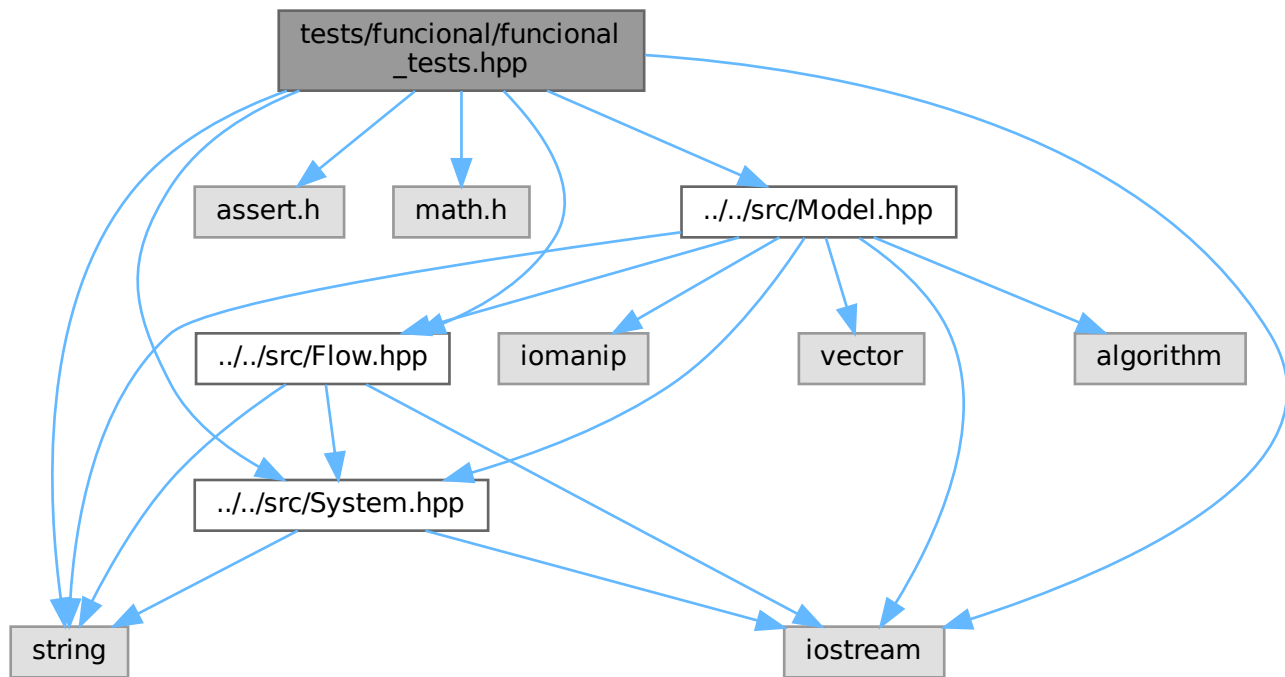 tests/funcional/funcional
_tests.hpp
assert.h
math.h
../../src/Model.hpp
../../src/Flow.hpp
iomanip
vector
algorithm
../../src/System.hpp
string
iostream